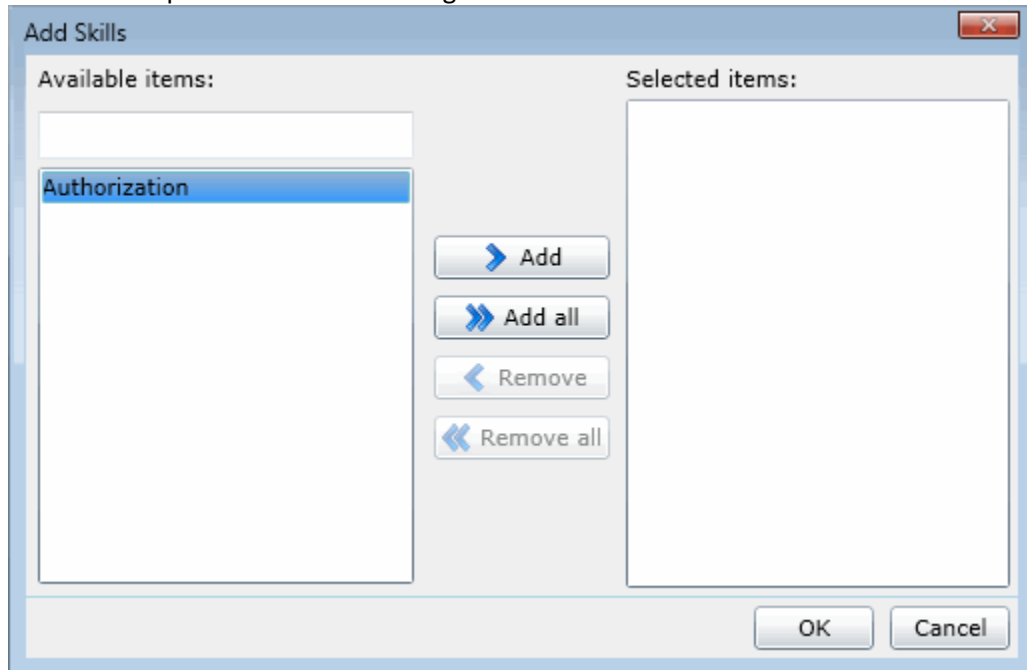 Add Skills
Available items:
Selected items:
Authorization
Add
Add all
Remove
Remove all
OK
Cancel